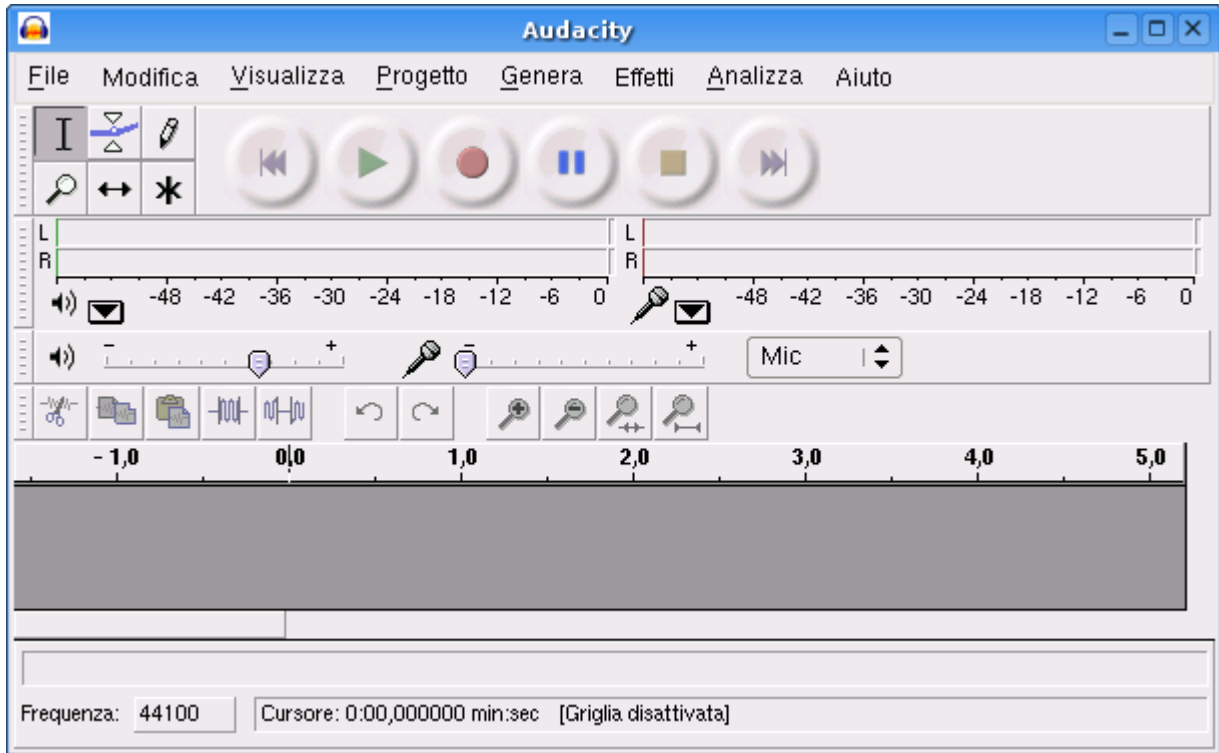 Audacity
File Modifica Visualizza Progetto Genera Effetti Analizza Aiuto
L L
R R
-48 -42 -36 -30 -24 -18 -12 -6 0 -48 -42 -36 -30 -24 -18 -12 -6 0
- + - + Mic
- 1,0 0,0 1,0 2,0 3,0 4,0 5,0
Frequenza: 44100 Cursore: 0:00,000000 min:sec [Griglia disattivata]